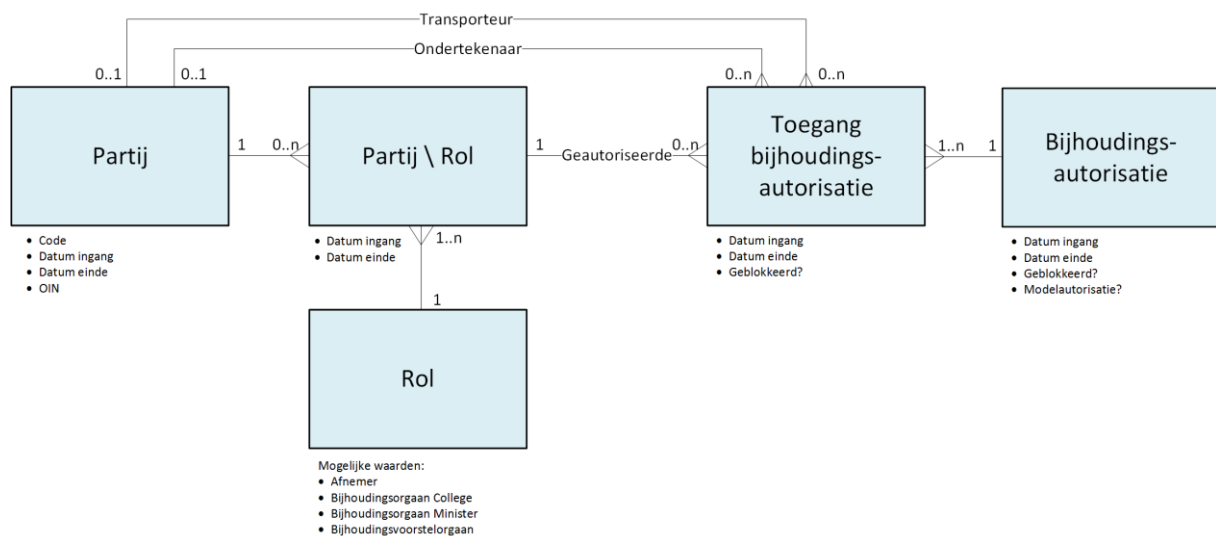 Transporteur
Ondertekenaar
0..1
0..1
0..n
0..n
Partij
1
0..n
Partij \ Rol
1
Geautoriseerde
0..n
Toegang
bijhoudings-
autorisatie
1..n
1
Bijhoudings-
autorisatie
• Code
• Datum ingang
• Datum einde
• OIN
• Datum ingang
• Datum einde
1..n
• Datum ingang
• Datum einde
• Geblokkeerd?
• Datum ingang
• Datum einde
• Geblokkeerd?
• Modelautorisatie?
1
Rol
Mogelijke waarden:
• Afnemer
• Bijhoudingsorgaan College
• Bijhoudingsorgaan Minister
• Bijhoudingsvoorstelorgaan